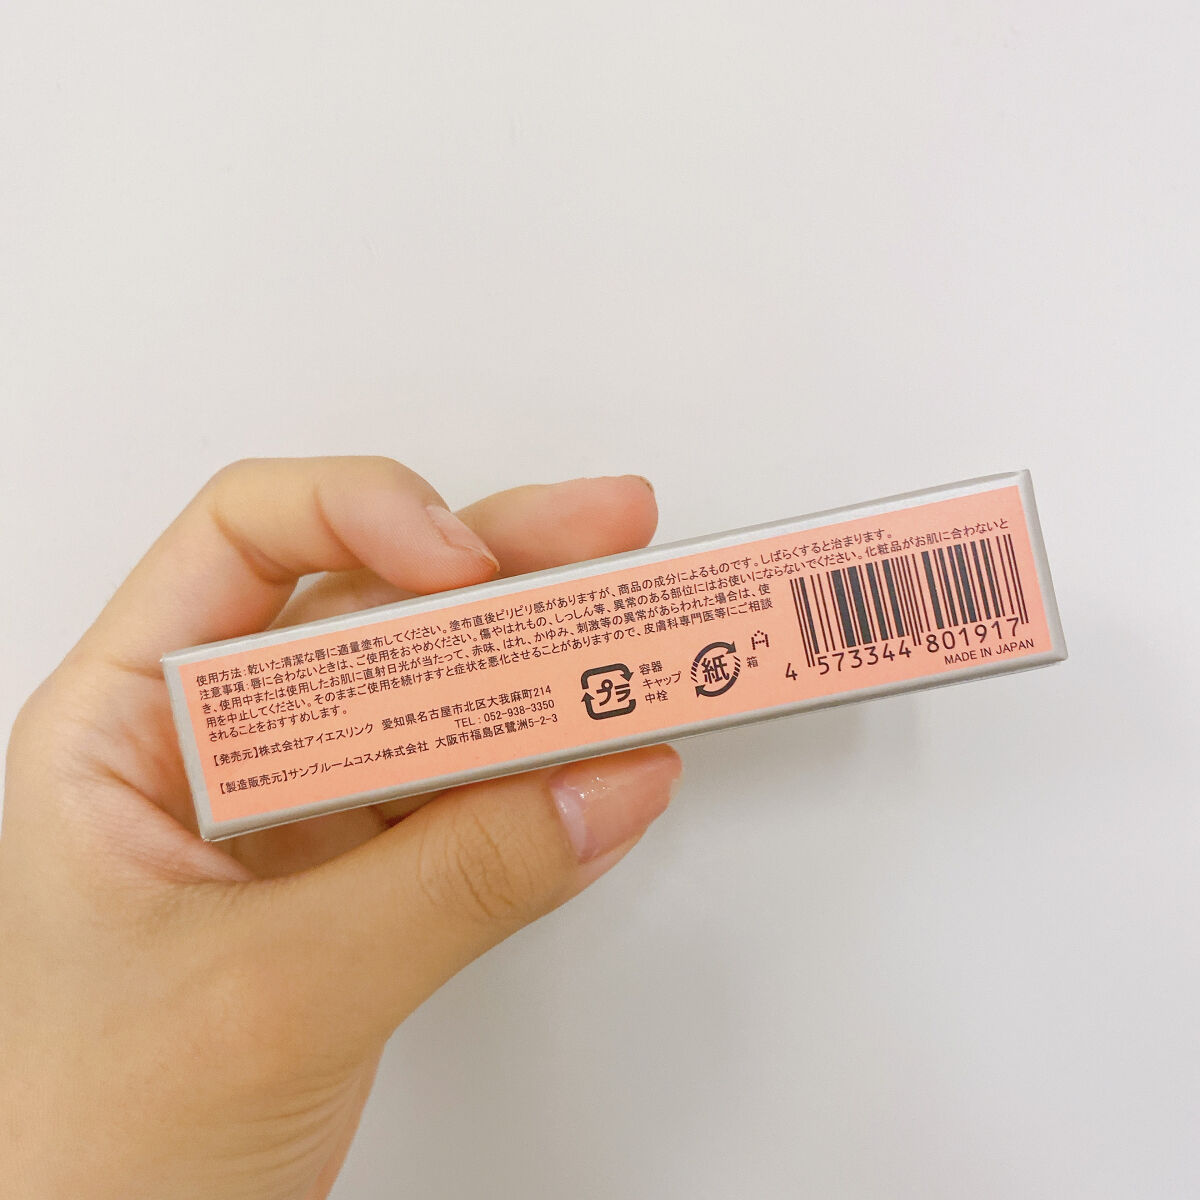 使用方法：乾いた清潔な唇に適量塗布してください。塗布直後ピリピリ感がありますが、商品の成分によるものです。しばらくすると治まります。
注意事項：唇に合わないときは、ご使用をおやめください。傷やはれもの、しっしん等、異常のある部位にはお使いにならないでください。化粧品がお肌に合わないと
き、使用中または使用したお肌に直射日光が当たって、赤味、はれ、かゆみ、刺激等の異常があらわれた場合は、使
用を中止してください。そのままご使用を続けますと症状を悪化させることがありますので、皮膚科専門医等にご相談
されることをおすすめします。
【発売元】株式会社アイエスリンク 愛知県名古屋市北区大我麻町214
TEL：052-938-3350
【製造販売元】サンブルームコスメ株式会社 大阪市福島区鷺洲5-2-3
プラ
容器
キャップ
中栓
紙
箱
4 573344 801917
MADE IN JAPAN